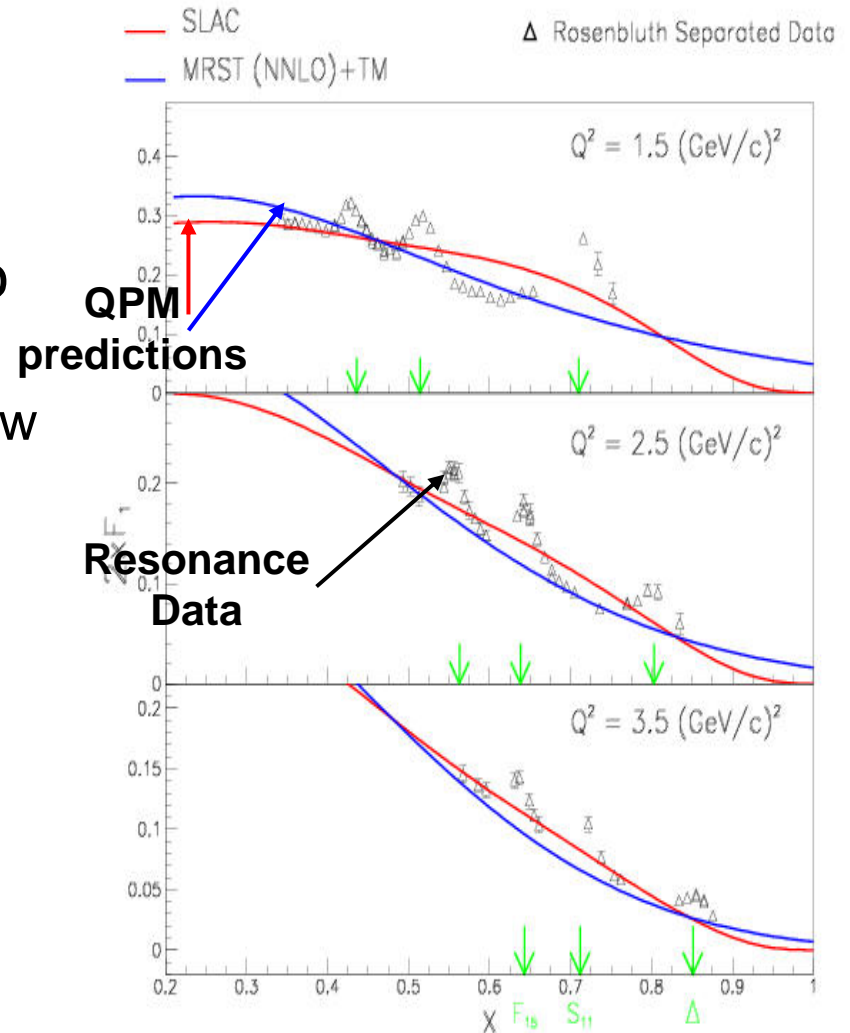 SLAC
MRST (NNLO)+TM
Δ Rosenbluth Separated Data
Q² = 1.5 (GeV/c)²
0.4
0.3
0.2
0.1
0
QPM
predictions
w
Q² = 2.5 (GeV/c)²
0.2
0.1
0
2xF₁
Resonance
Data
Q² = 3.5 (GeV/c)²
0.2
0.15
0.1
0.05
0
0.2 0.3 0.4 0.5 0.6 0.7 0.8 0.9 1
X F₁₅ S₁₁ Δ